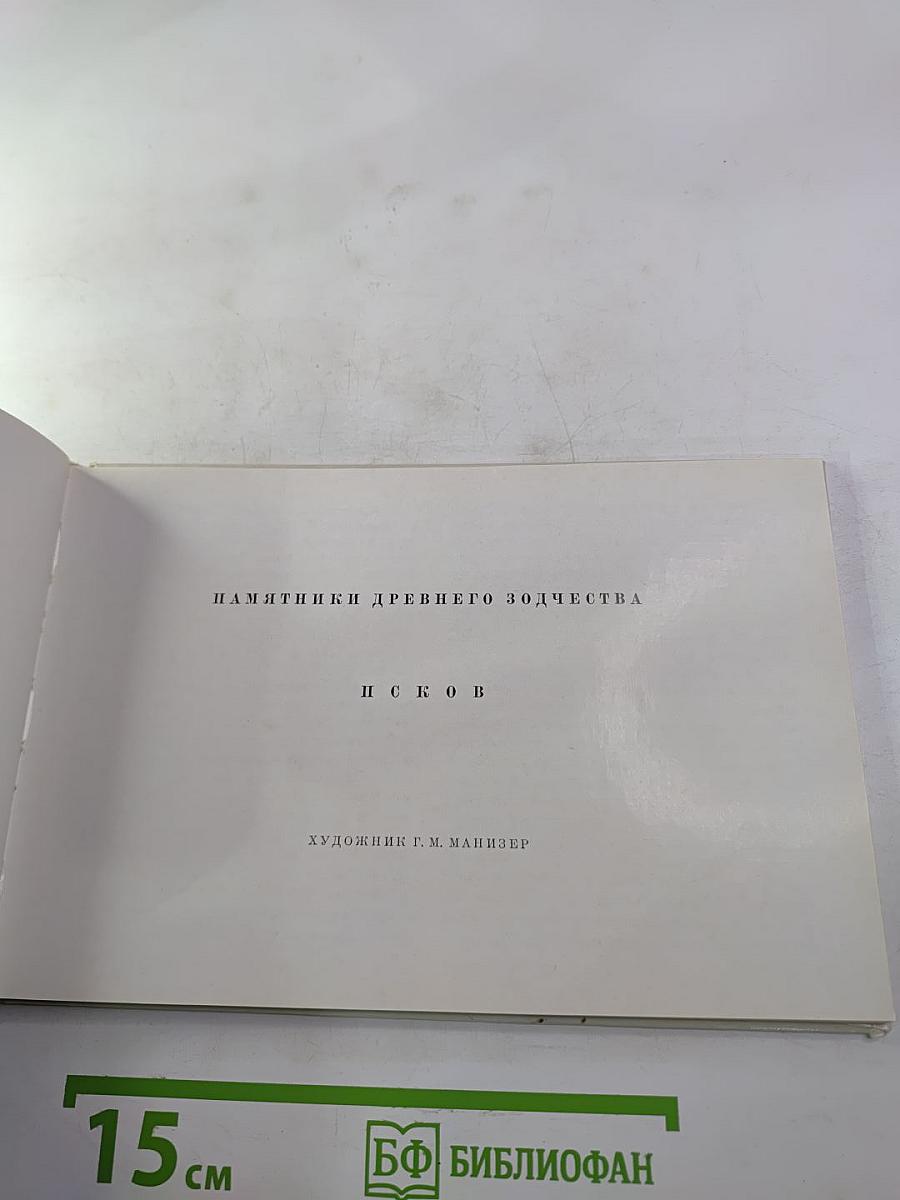 ПАМЯТНИКИ ДРЕВНЕГО ЗОДЧЕСТВА
ПСКОВ
ХУДОЖНИК Г. М. МАНИЗЕР
15 см
БФ БИБЛИОФАН